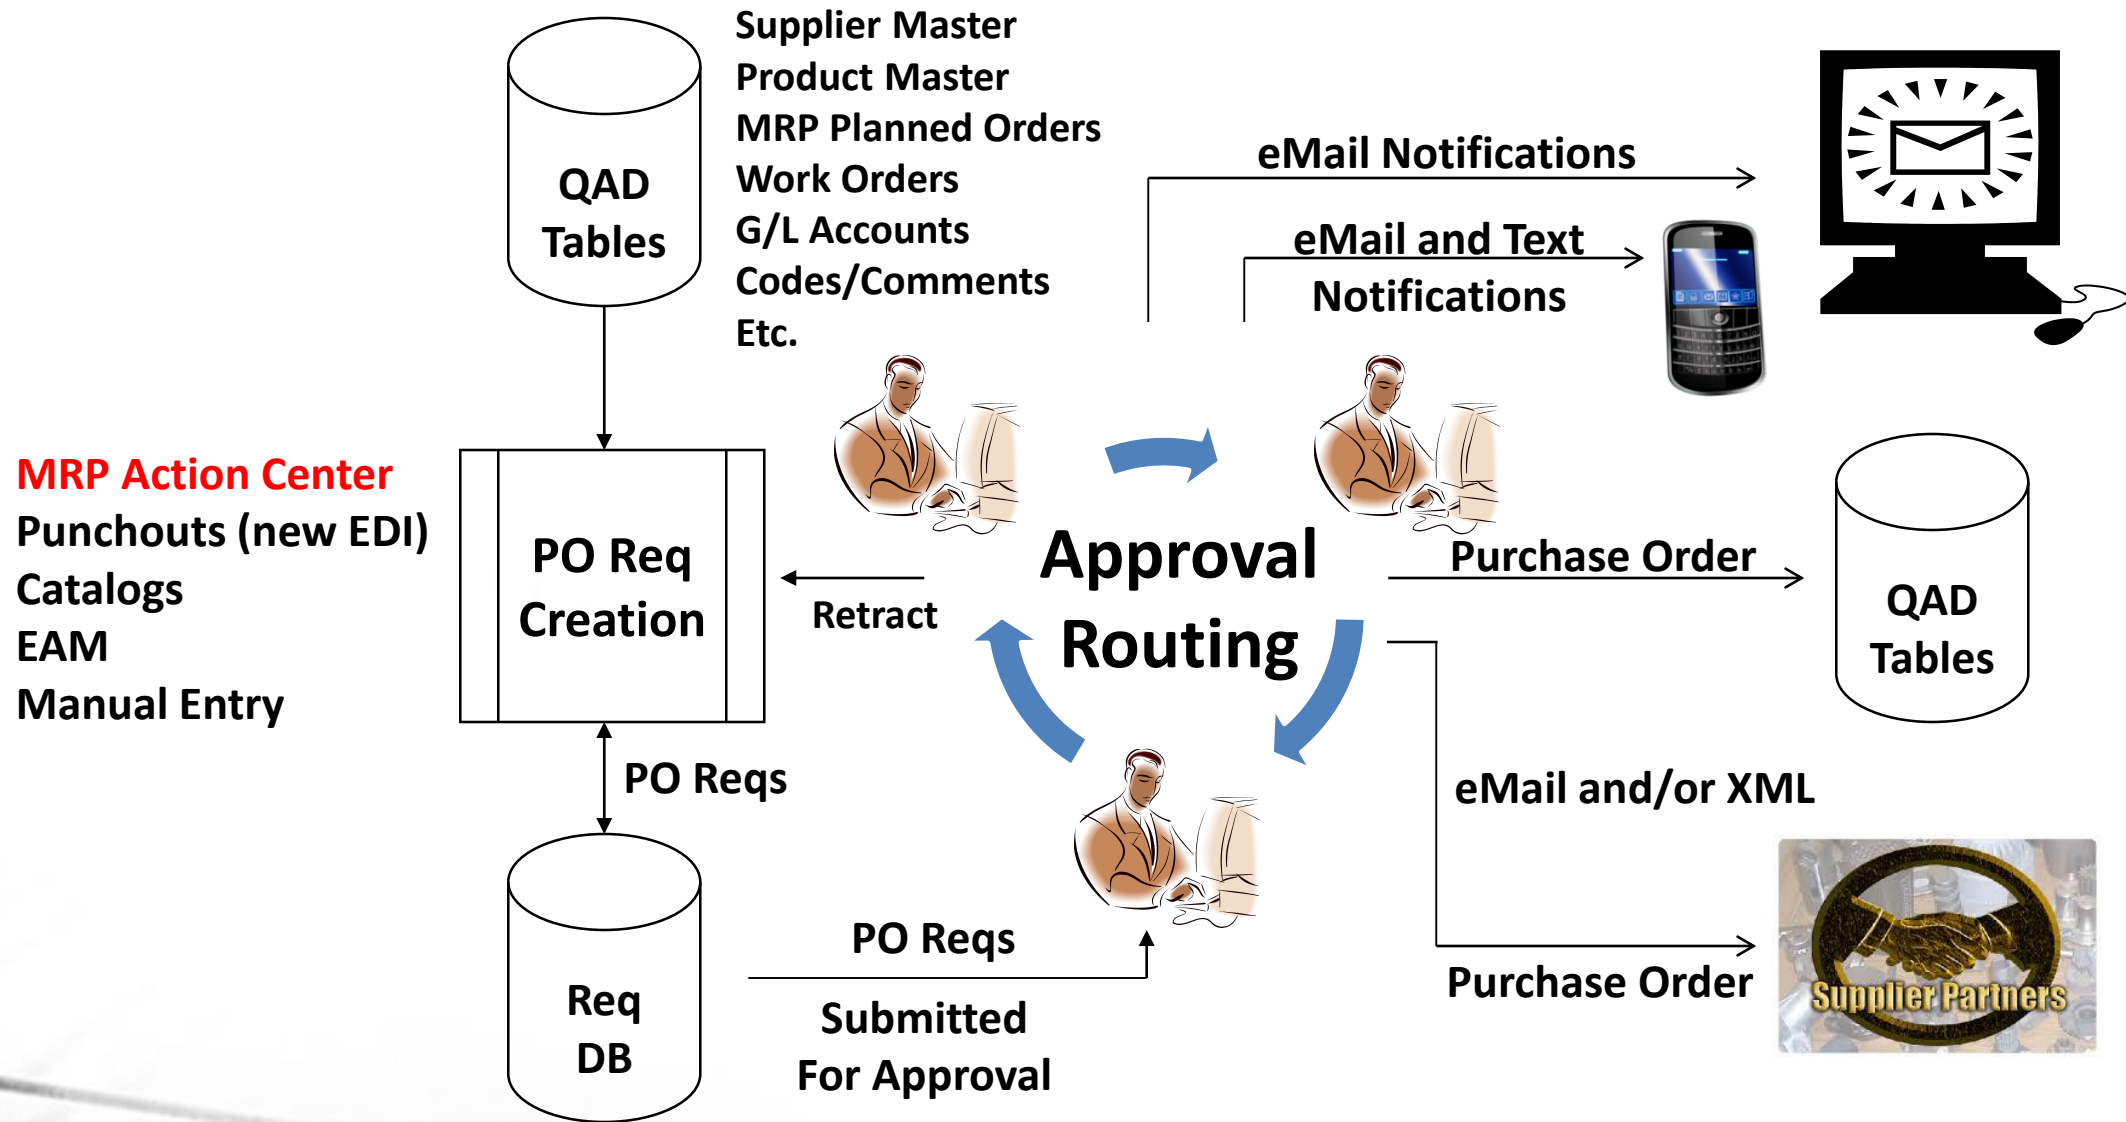 Supplier Master
Product Master
MRP Planned Orders
Work Orders
G/L Accounts
Codes/Comments
Etc.
QAD
Tables
eMail Notifications
eMail and Text
Notifications
MRP Action Center
Punchouts (new EDI)
Catalogs
EAM
Manual Entry
PO Req
Creation
Retract
Approval
Routing
Purchase Order
QAD
Tables
PO Reqs
eMail and/or XML
Req
DB
PO Reqs
Submitted
For Approval
Purchase Order
Supplier Partners